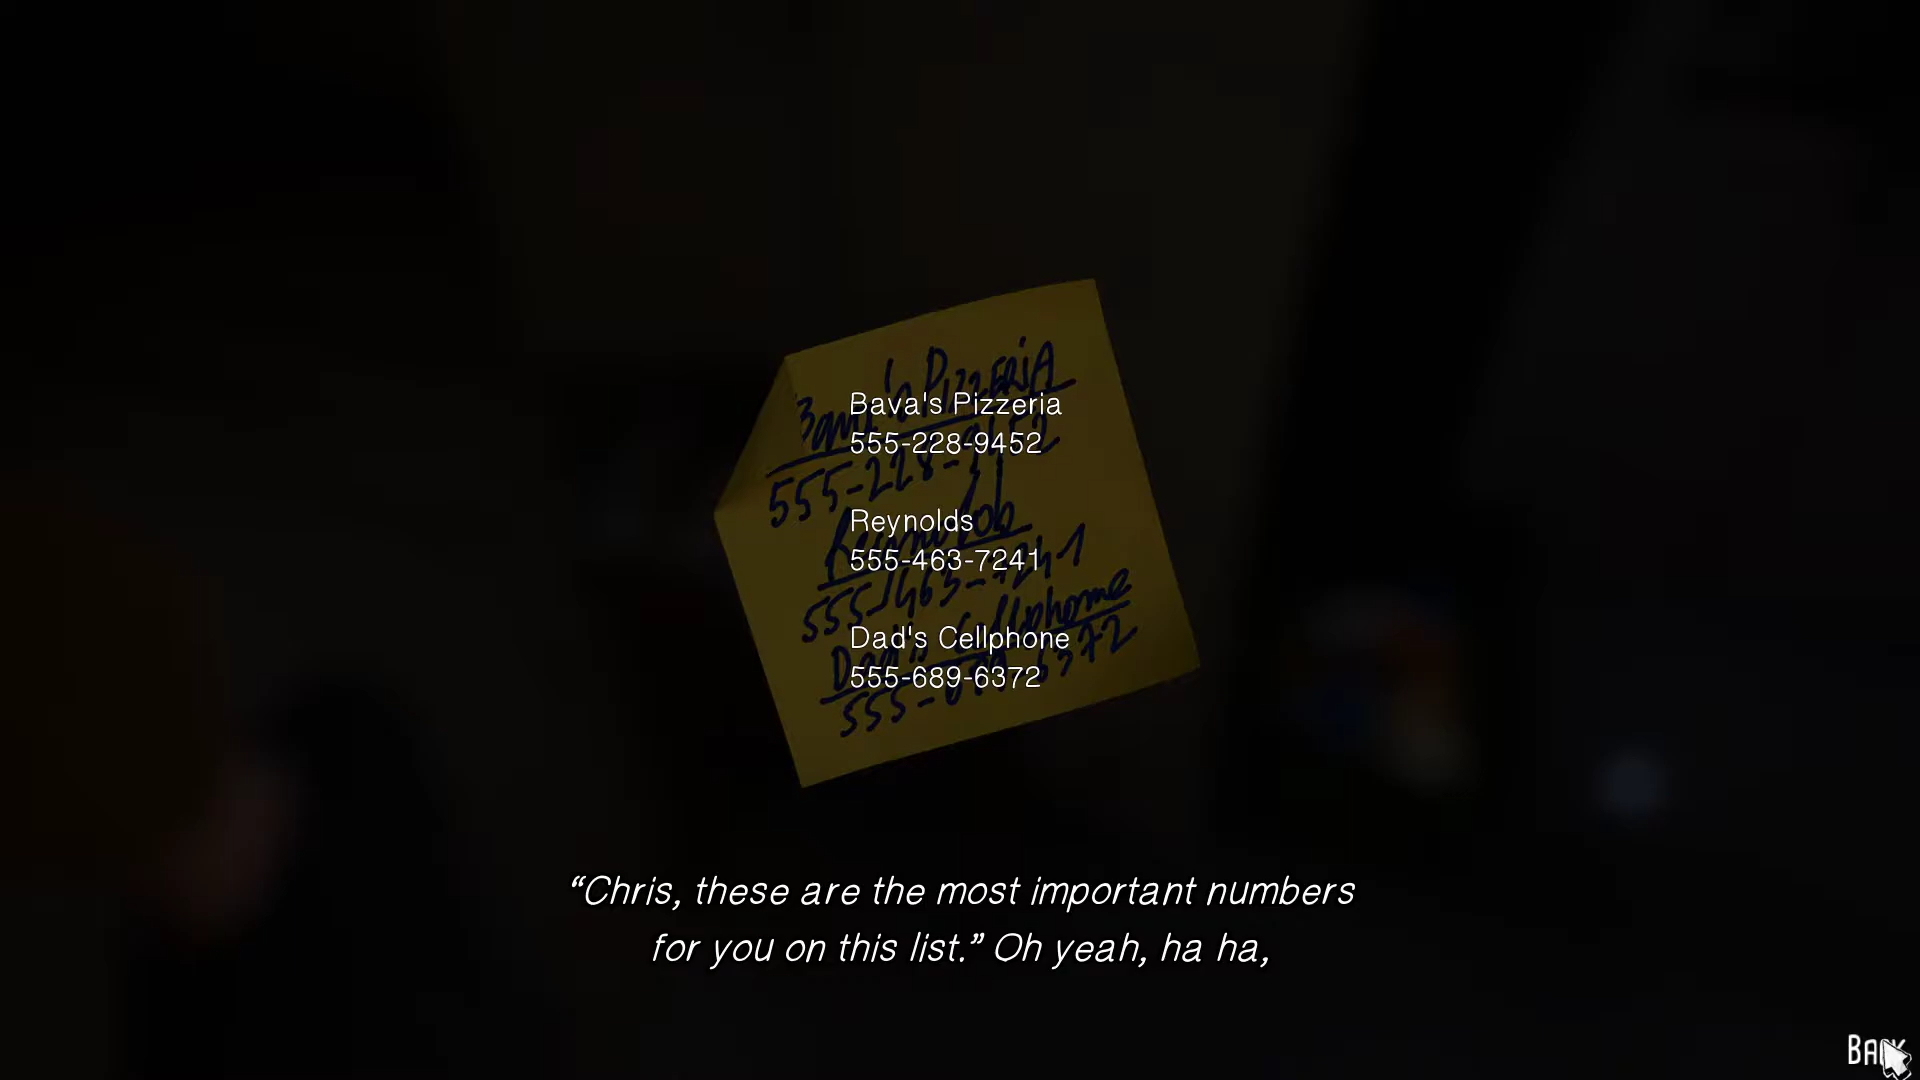 Bava's Pizzeria
555-228-9452
Reynolds
555-463-7241
Dad's Cellphone
555-689-6372
“Chris, these are the most important numbers
for you on this list.” Oh yeah, ha ha,
Back